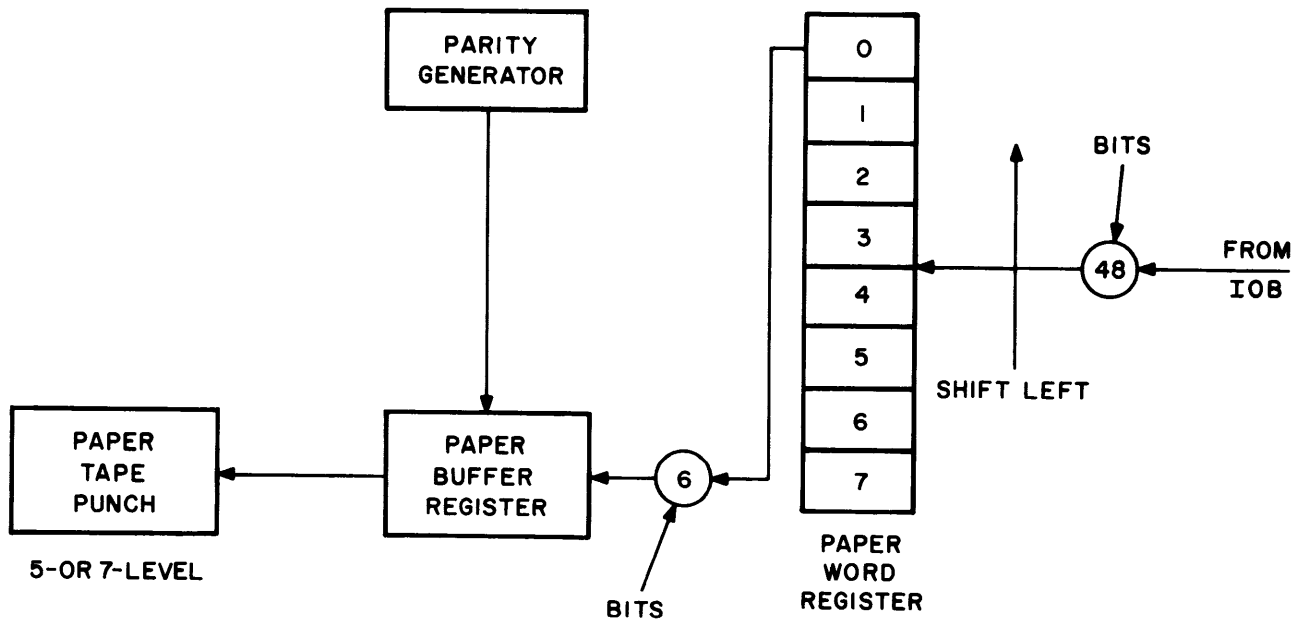 PARITY
GENERATOR
0
1
2
3
4
5
6
7
BITS
48
FROM
IOB
SHIFT LEFT
PAPER
TAPE
PUNCH
PAPER
BUFFER
REGISTER
6
5-OR 7-LEVEL
BITS
PAPER
WORD
REGISTER